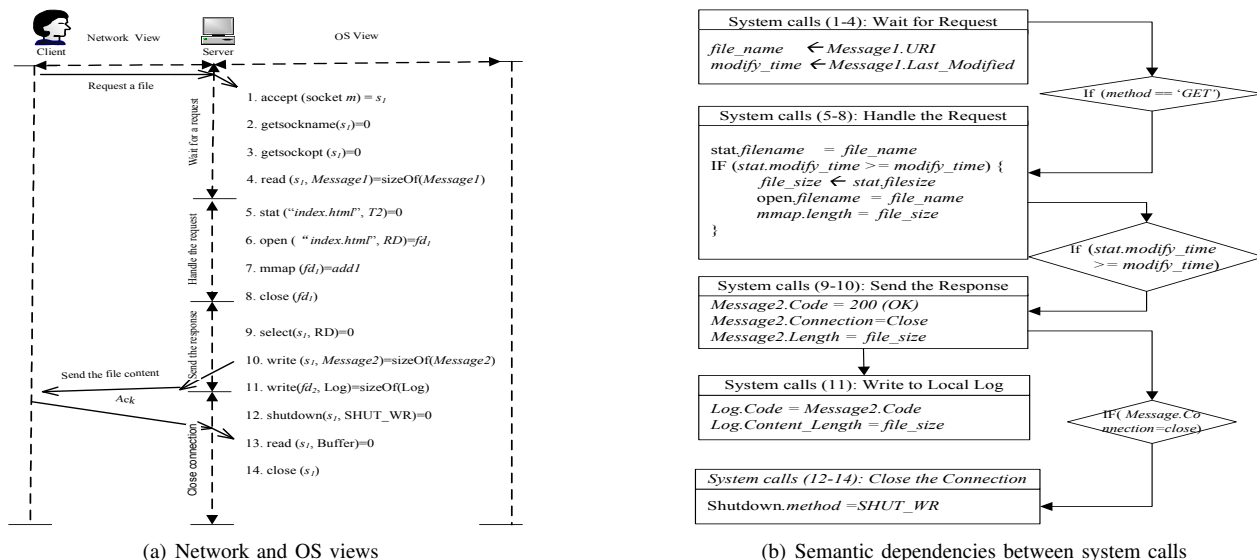 Network View
OS View
Client
Server
Request a file
Wait for a request
1. accept (socket m) = s1
2. getsockname(s1)=0
3. getsockopt (s1)=0
4. read (s1, Message1)=sizeOf(Message1)
Handle the request
5. stat (“index.html”, T2)=0
6. open ( “index.html”, RD)=fd1
7. mmap (fd1)=add1
8. close (fd1)
Send the response
9. select(s1, RD)=0
10. write (s1, Message2)=sizeOf(Message2)
Send the file content
11. write(fd2, Log)=sizeOf(Log)
Ack
Close connection
12. shutdown(s1, SHUT_WR)=0
13. read (s1, Buffer)=0
14. close (s1)
(a) Network and OS views
System calls (1-4): Wait for Request
file_name ← Message1.URI
modify_time ← Message1.Last_Modified
If (method == ‘GET’)
System calls (5-8): Handle the Request
stat.filename = file_name
IF (stat.modify_time >= modify_time) {
file_size ← stat.filesize
open.filename = file_name
mmap.length = file_size
}
If (stat.modify_time
>= modify_time)
System calls (9-10): Send the Response
Message2.Code = 200 (OK)
Message2.Connection=Close
Message2.Length = file_size
System calls (11): Write to Local Log
Log.Code = Message2.Code
Log.Content_Length = file_size
IF( Message.Co
nnection=close)
System calls (12-14): Close the Connection
Shutdown.method =SHUT_WR
(b) Semantic dependencies between system calls